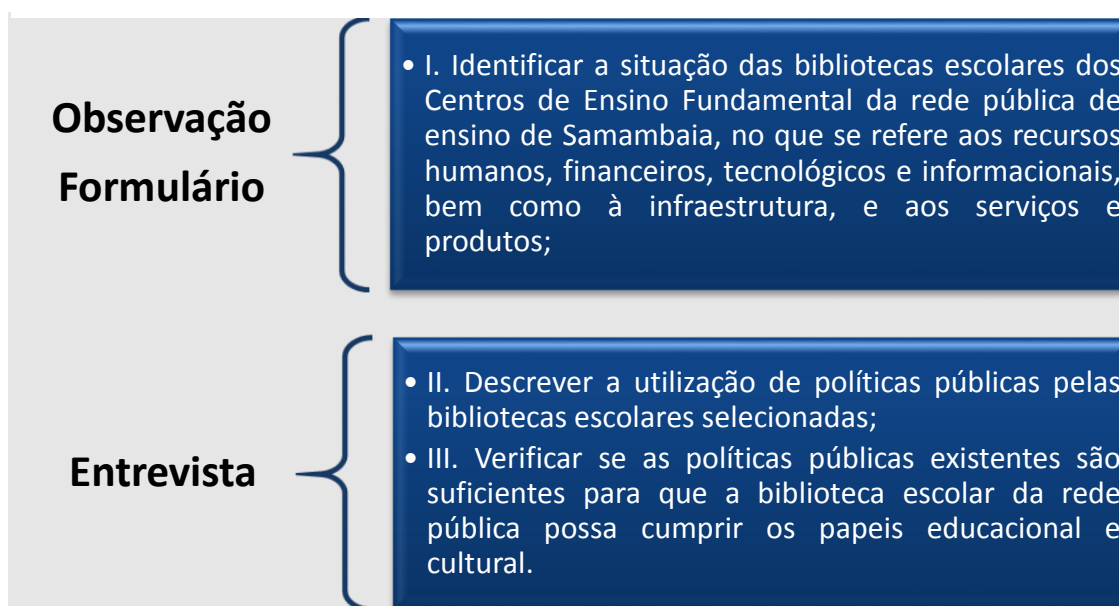 Observação
Formulário
• I. Identificar a situação das bibliotecas escolares dos
Centros de Ensino Fundamental da rede pública de
ensino de Samambaia, no que se refere aos recursos
humanos, financeiros, tecnológicos e informacionais,
bem como à infraestrutura, e aos serviços e
produtos;
Entrevista
• II. Descrever a utilização de políticas públicas pelas
bibliotecas escolares selecionadas;
• III. Verificar se as políticas públicas existentes são
suficientes para que a biblioteca escolar da rede
pública possa cumprir os papeis educacional e
cultural.